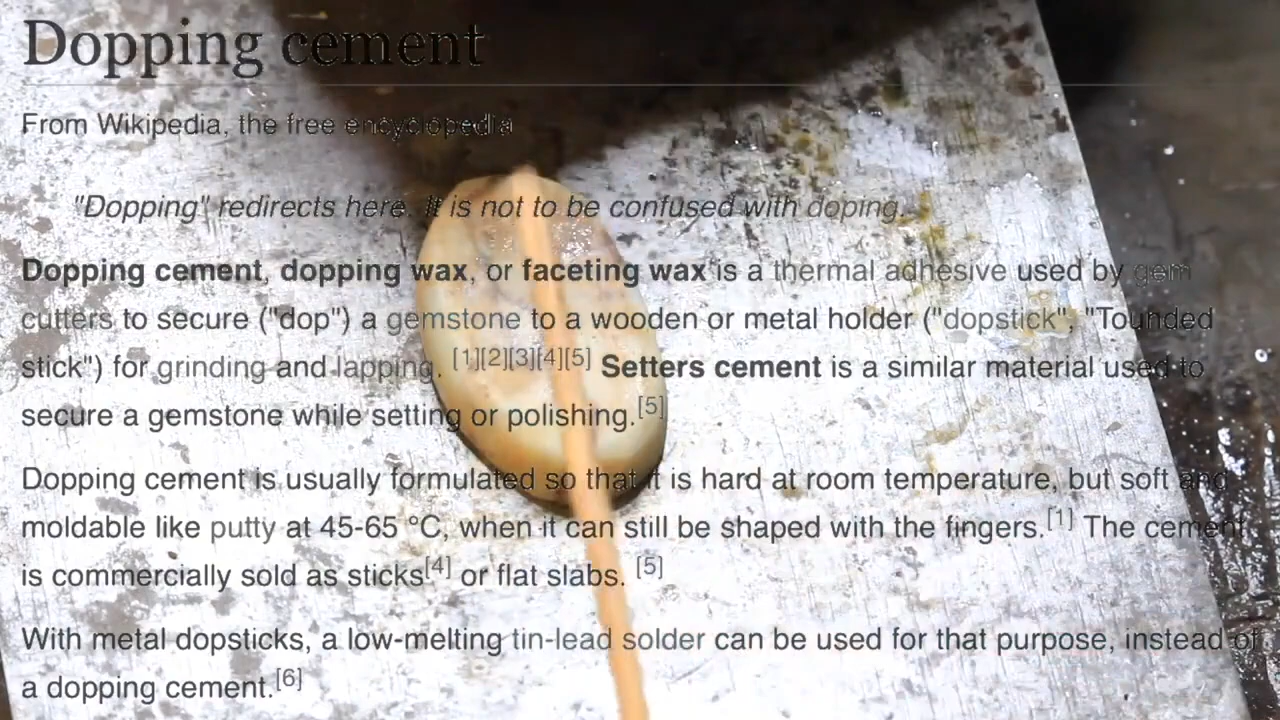 Dopping cement
From Wikipedia, the free encyclopedia
"Dopping" redirects here. It is not to be confused with doping.
Dopping cement, dopping wax, or faceting wax is a thermal adhesive used by gem
cutters to secure ("dop") a gemstone to a wooden or metal holder ("dopstick", "Tounded
stick") for grinding and lapping. [1][2][3][4][5] Setters cement is a similar material used to
secure a gemstone while setting or polishing.[5]
Dopping cement is usually formulated so that it is hard at room temperature, but soft and
moldable like putty at 45-65 °C, when it can still be shaped with the fingers.[1] The cement
is commercially sold as sticks[4] or flat slabs. [5]
With metal dopsticks, a low-melting tin-lead solder can be used for that purpose, instead of
a dopping cement.[6]